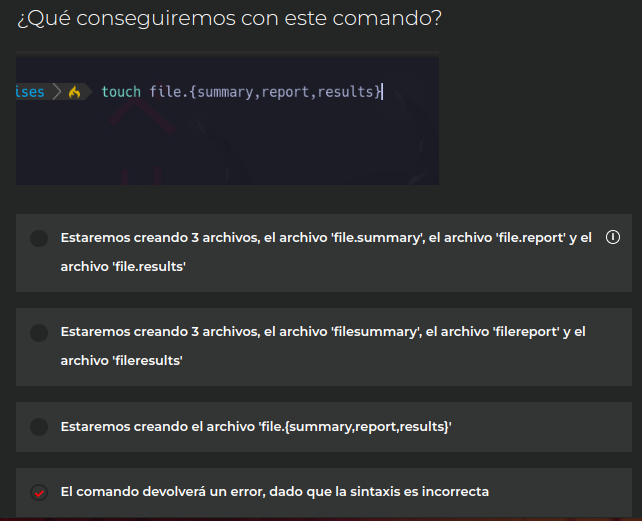 ¿Qué conseguiremos con este comando?
ises touch file.{summary,report,results}
Estaremos creando 3 archivos, el archivo 'file.summary', el archivo 'file.report' y el
archivo 'file.results'
Estaremos creando 3 archivos, el archivo 'filesummary', el archivo 'filereport' y el
archivo 'fileresults'
Estaremos creando el archivo 'file.{summary,report,results}'
El comando devolverá un error, dado que la sintaxis es incorrecta